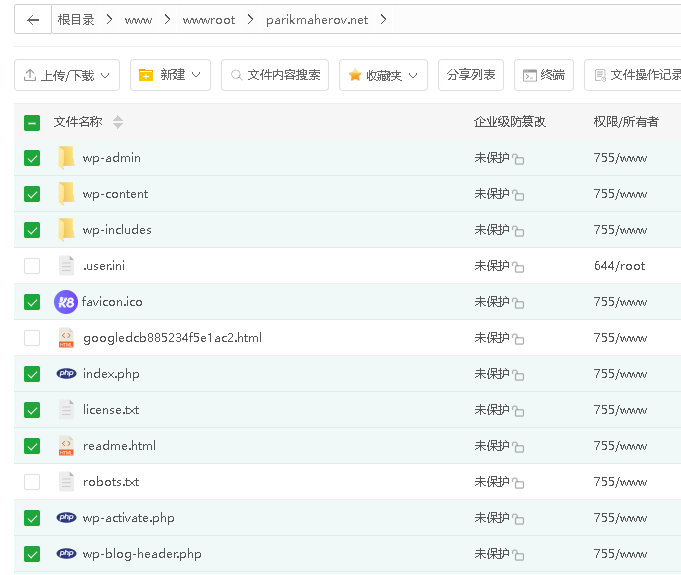 根目录 > www > wwwroot > parikmaherov.net >
上传/下载 新建 文件内容搜索 收藏夹 分享列表 终端 文件操作记录
文件名称 企业级防篡改 权限/所有者
wp-admin 未保护 755/www
wp-content 未保护 755/www
wp-includes 未保护 755/www
.user.ini 未保护 644/root
K8 favicon.ico 未保护 755/www
HTML googledcb885234f5e1ac2.html 未保护 755/www
php index.php 未保护 755/www
license.txt 未保护 755/www
HTML readme.html 未保护 755/www
robots.txt 未保护 755/www
php wp-activate.php 未保护 755/www
php wp-blog-header.php 未保护 755/www